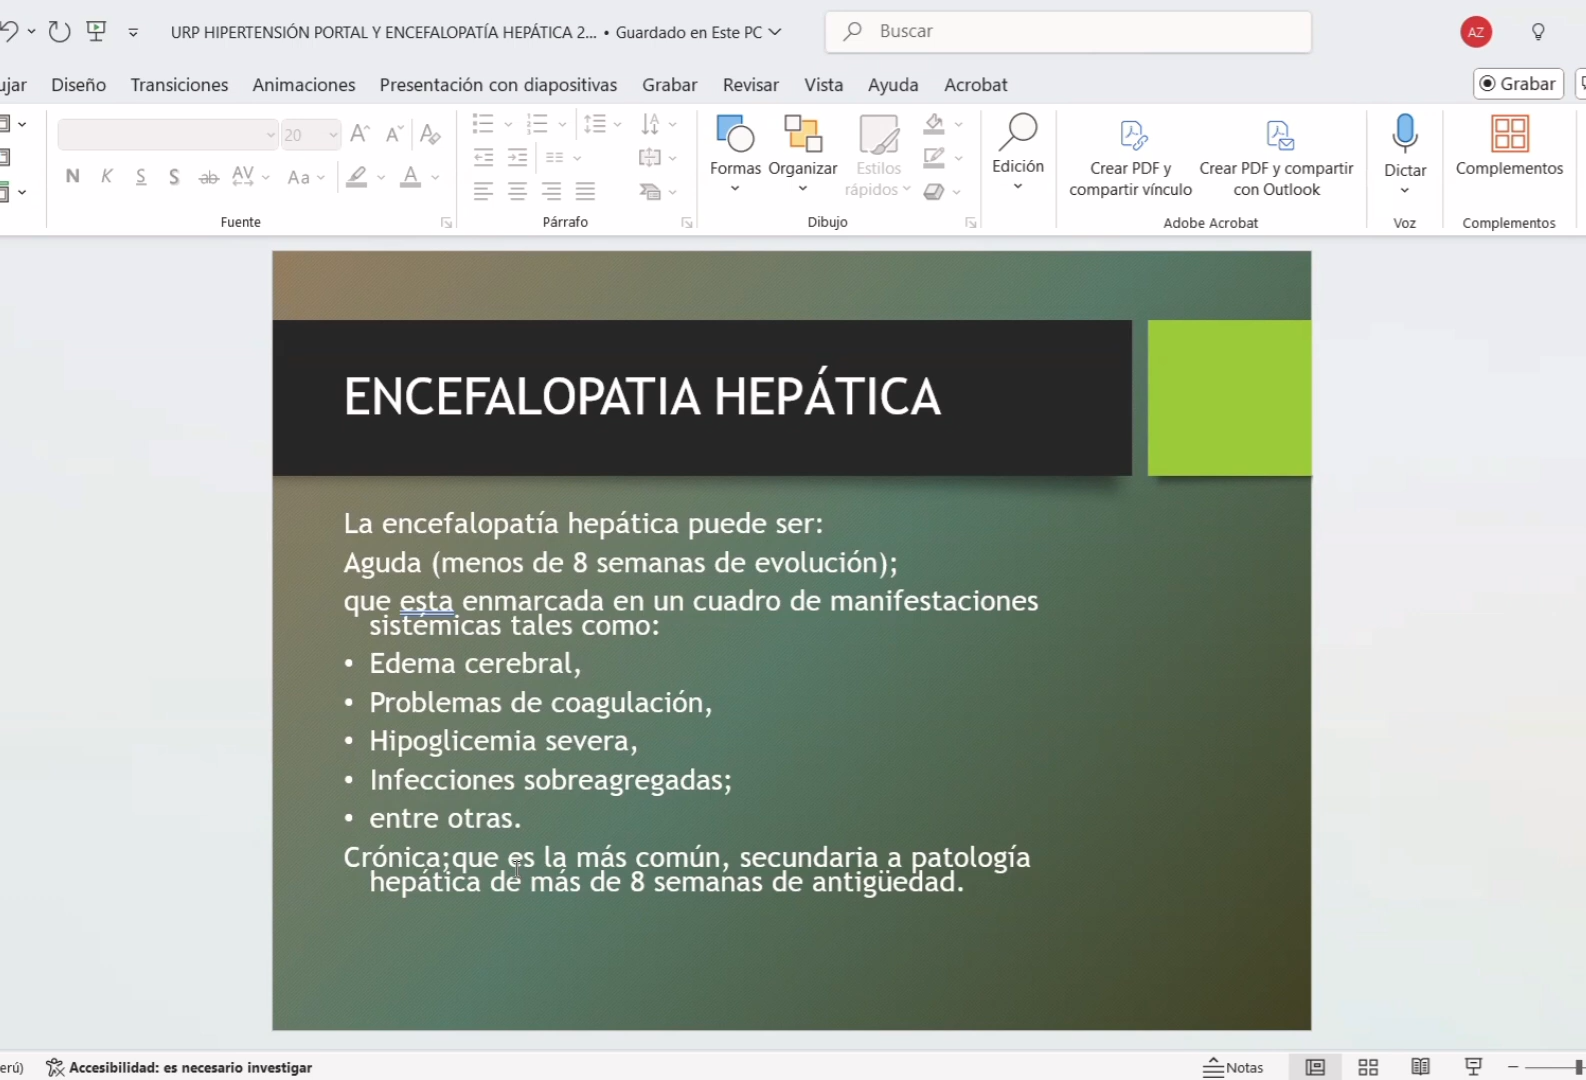 URP HIPERTENSIÓN PORTAL Y ENCEFALOPATÍA HEPÁTICA 2... • Guardado en Este PC
Buscar
AZ
ujar Diseño Transiciones Animaciones Presentación con diapositivas Grabar Revisar Vista Ayuda Acrobat
Grabar
20
N K S S ab AV Aa A
Formas Organizar Estilos rápidos
Edición
Crear PDF y compartir vínculo
Crear PDF y compartir con Outlook
Dictar
Complementos
Fuente Párrafo Dibujo Adobe Acrobat Voz Complementos
ENCEFALOPATIA HEPÁTICA
La encefalopatía hepática puede ser:
Aguda (menos de 8 semanas de evolución);
que esta enmarcada en un cuadro de manifestaciones
sistémicas tales como:
• Edema cerebral,
• Problemas de coagulación,
• Hipoglicemia severa,
• Infecciones sobreagregadas;
• entre otras.
Crónica;que es la más común, secundaria a patología
hepática de más de 8 semanas de antigüedad.
erú) Accesibilidad: es necesario investigar Notas